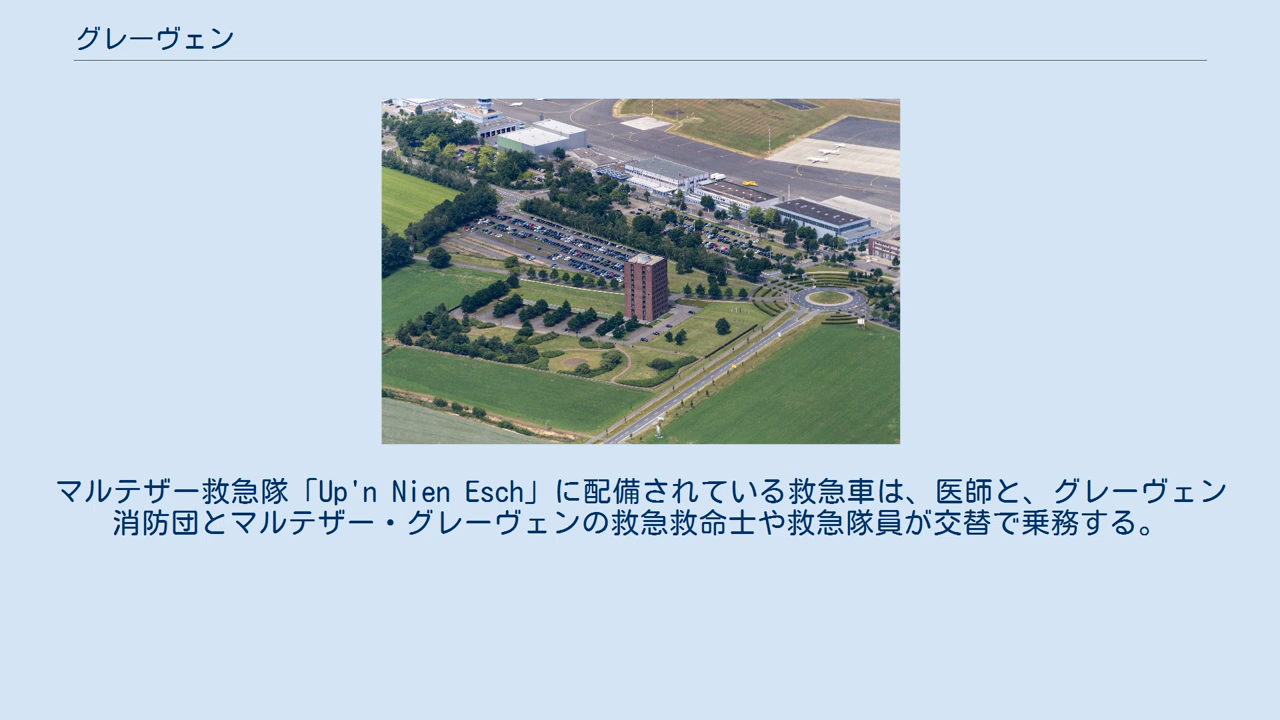 グレーヴェン
マルテザー救急隊「Up'n Nien Esch」に配備されている救急車は、医師と、グレーヴェン
消防団とマルテザー・グレーヴェンの救急救命士や救急隊員が交替で乗務する。